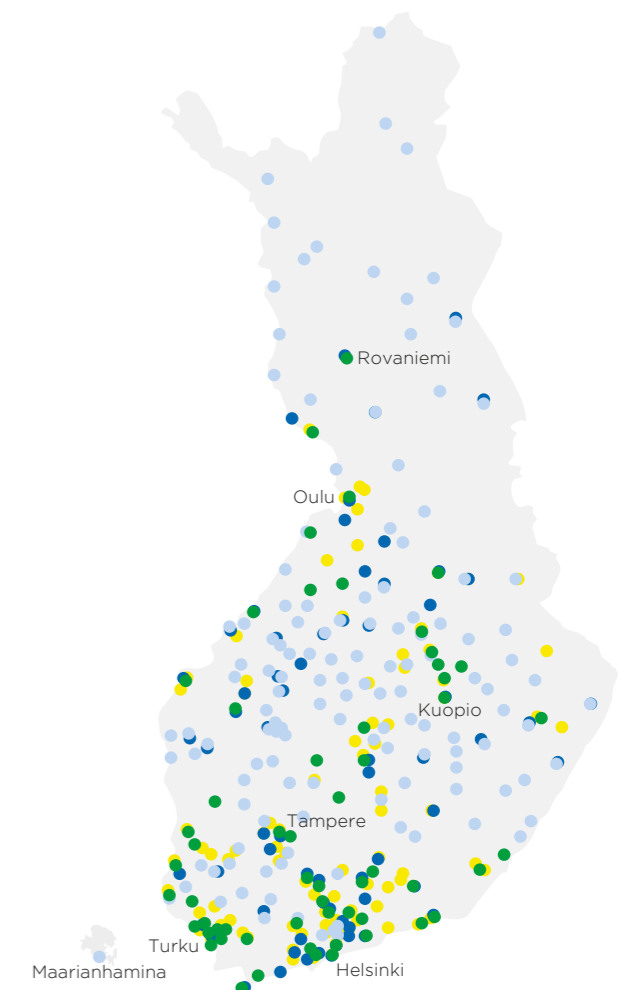 Rovaniemi
Oulu
Kuopio
Tampere
Turku
Helsinki
Maarianhamina